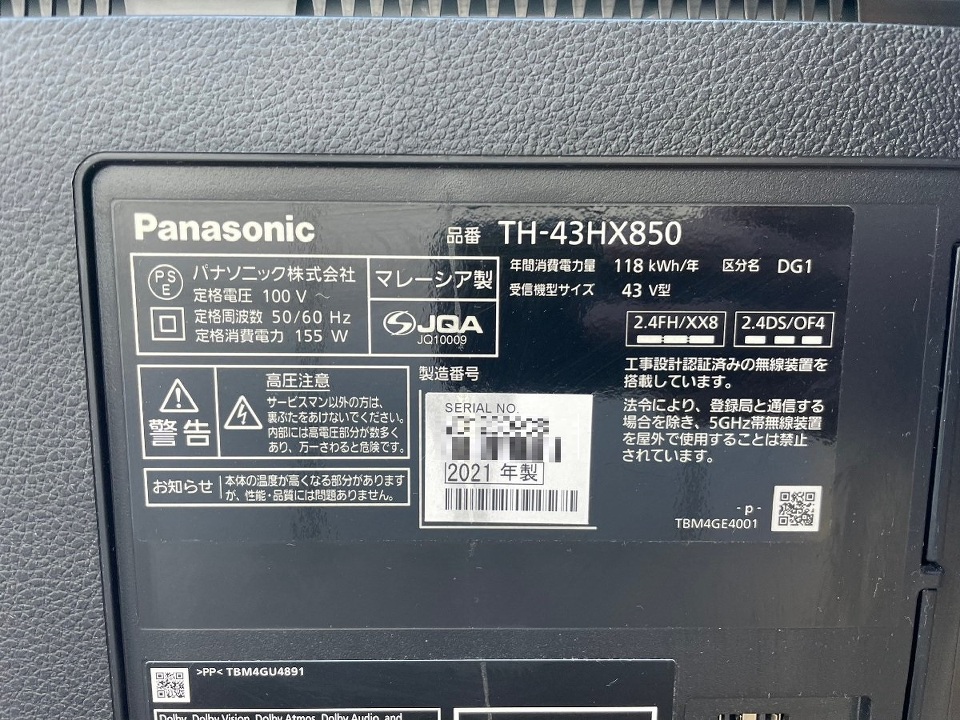 Panasonic
品番 TH-43HX850
PS
E
パナソニック株式会社
定格電圧 100 V ～
定格周波数 50/60 Hz
定格消費電力 155 W
マレーシア製
JQA
JQ10009
年間消費電力量 118 kWh/年 区分名 DG1
受信機型サイズ 43 V型
2.4FH/XX8 2.4DS/OF4
工事設計認証済みの無線装置を
搭載しています。
法令により、登録局と通信する
場合を除き、5GHz帯無線装置
を屋外で使用することは禁止
されています。
警告
高圧注意
サービスマン以外の方は、
裏ぶたをあけないでください。
内部には高電圧部分が数多く
あり、万一さわると危険です。
お知らせ
本体の温度が高くなる部分があります
が、性能・品質には問題ありません。
製造番号
SERIAL NO.
2021 年製
- p -
TBM4GE4001
>PP< TBM4GU4891
Dolby, Dolby Vision, Dolby Atmos, Dolby Audio, and